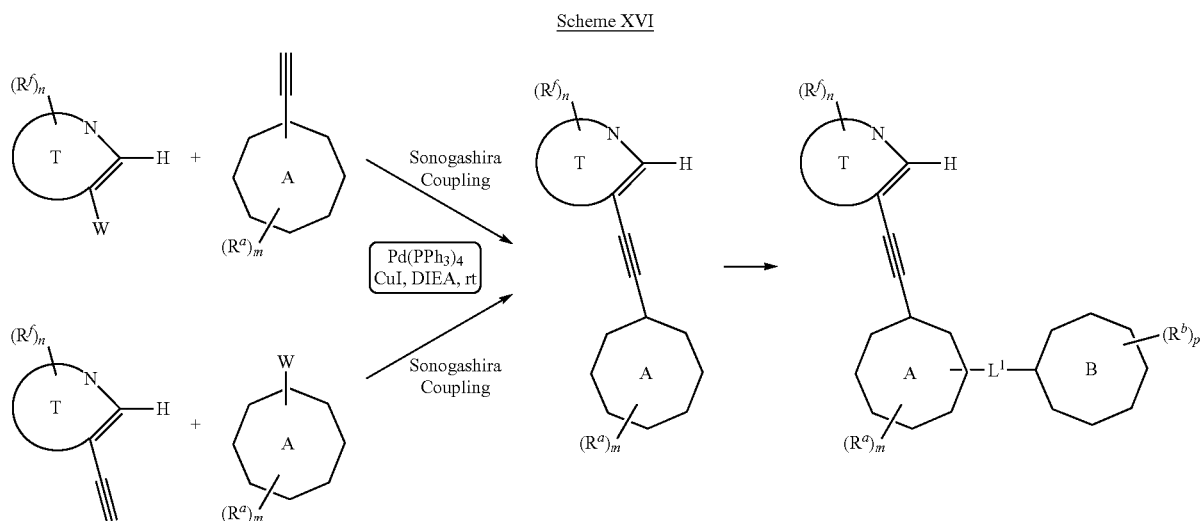 Scheme XVI
(Rᶠ)ₙ
N
T
H
W
+
A
(Rᵃ)ₘ
Sonogashira
Coupling
Pd(PPh₃)₄
CuI, DIEA, rt
(Rᶠ)ₙ
N
T
H
+
W
A
(Rᵃ)ₘ
Sonogashira
Coupling
(Rᶠ)ₙ
N
T
H
A
(Rᵃ)ₘ
(Rᶠ)ₙ
N
T
H
A
(Rᵃ)ₘ
L¹
B
(Rᵇ)ₚ